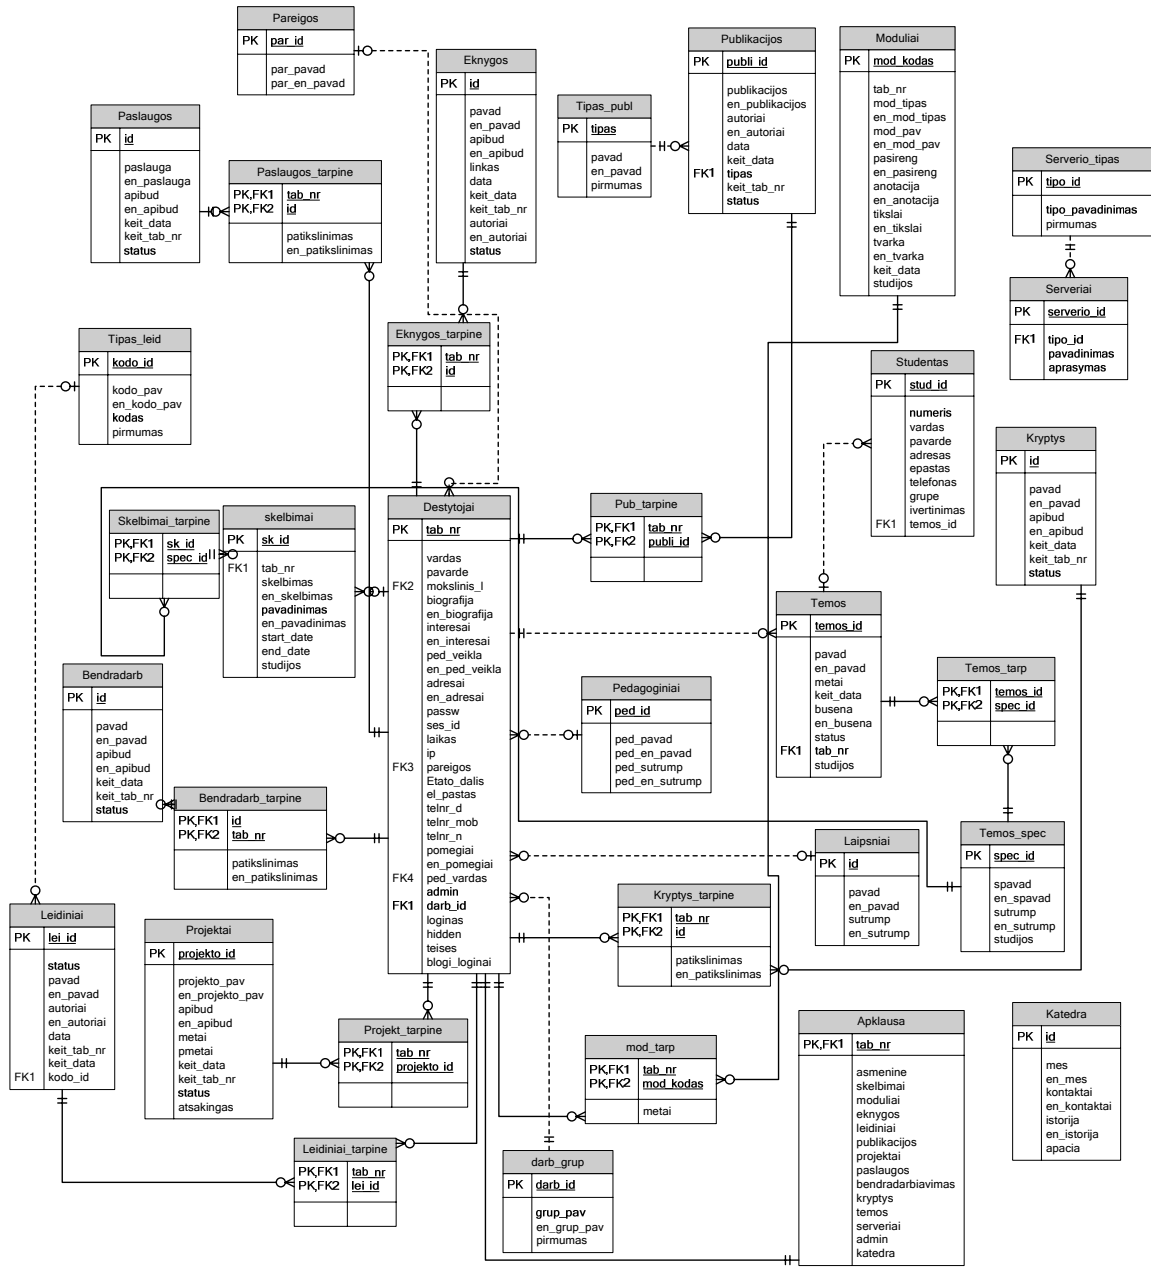 Pareigos
PK par_id
par_pavad
par_en_pavad
Eknygos
PK id
pavad
en_pavad
apibud
en_apibud
linkas
data
keit_data
keit_tab_nr
autoriai
en_autoriai
status
Publikacijos
PK publi_id
publikacijos
en_publikacijos
autoriai
en_autoriai
data
keit_data
FK1 tipas
keit_tab_nr
status
Moduliai
PK mod_kodas
tab_nr
mod_tipas
en_mod_tipas
mod_pav
en_mod_pav
pasireng
en_pasireng
anotacija
en_anotacija
tikslai
en_tikslai
tvarka
en_tvarka
keit_data
studijos
Tipas_publ
PK tipas
pavad
en_pavad
pirmumas
Paslaugos
PK id
paslauga
en_paslauga
apibud
en_apibud
keit_data
keit_tab_nr
status
Paslaugos_tarpine
PK,FK1 tab_nr
PK,FK2 id
patikslinimas
en_patikslinimas
Serverio_tipas
PK tipo_id
tipo_pavadinimas
pirmumas
Serveriai
PK serverio_id
FK1 tipo_id
pavadinimas
aprasymas
Tipas_leid
PK kodo_id
kodo_pav
en_kodo_pav
kodas
pirmumas
Eknygos_tarpine
PK,FK1 tab_nr
PK,FK2 id
Studentas
PK stud_id
numeris
vardas
pavarde
adresas
epastas
telefonas
grupe
ivertinimas
FK1 temos_id
Kryptys
PK id
pavad
en_pavad
apibud
en_apibud
keit_data
keit_tab_nr
status
Skelbimai_tarpine
PK,FK1 sk_id
PK,FK2 spec_id
skelbimai
PK sk_id
FK1 tab_nr
skelbimas
en_skelbimas
pavadinimas
en_pavadinimas
start_date
end_date
studijos
Destytojai
PK tab_nr
vardas
pavarde
FK2 mokslinis_l
biografija
en_biografija
interesai
en_interesai
ped_veikla
en_ped_veikla
adresai
en_adresai
passw
ses_id
laikas
ip
FK3 pareigos
Etato_dalis
el_pastas
telnr_d
telnr_mob
telnr_n
pomegiai
en_pomegiai
FK4 ped_vardas
admin
FK1 darb_id
loginas
hidden
teises
blogi_loginai
Pub_tarpine
PK,FK1 tab_nr
PK,FK2 publi_id
Temos
PK temos_id
pavad
en_pavad
metai
keit_data
busena
en_busena
status
FK1 tab_nr
studijos
Temos_tarp
PK,FK1 temos_id
PK,FK2 spec_id
Bendradarb
PK id
pavad
en_pavad
apibud
en_apibud
keit_data
keit_tab_nr
status
Pedagoginiai
PK ped_id
ped_pavad
ped_en_pavad
ped_sutrump
ped_en_sutrump
Bendradarb_tarpine
PK,FK1 id
PK,FK2 tab_nr
patikslinimas
en_patikslinimas
Laipsniai
PK id
pavad
en_pavad
sutrump
en_sutrump
Temos_spec
PK spec_id
spavad
en_spavad
sutrump
en_sutrump
studijos
Kryptys_tarpine
PK,FK1 tab_nr
PK,FK2 id
patikslinimas
en_patikslinimas
Leidiniai
PK lei_id
status
pavad
en_pavad
autoriai
en_autoriai
data
keit_tab_nr
keit_data
FK1 kodo_id
Projektai
PK projekto_id
projekto_pav
en_projekto_pav
apibud
en_apibud
metai
pmetai
keit_data
keit_tab_nr
status
atsakingas
Projekt_tarpine
PK,FK1 tab_nr
PK,FK2 projekto_id
mod_tarp
PK,FK1 tab_nr
PK,FK2 mod_kodas
metai
Apklausa
PK,FK1 tab_nr
asmenine
skelbimai
moduliai
eknygos
leidiniai
publikacijos
projektai
paslaugos
bendradarbiavimas
kryptys
temos
serveriai
admin
katedra
Katedra
PK id
mes
en_mes
kontaktai
en_kontaktai
istorija
en_istorija
apacia
Leidiniai_tarpine
PK,FK1 tab_nr
PK,FK2 lei_id
darb_grup
PK darb_id
grup_pav
en_grup_pav
pirmumas